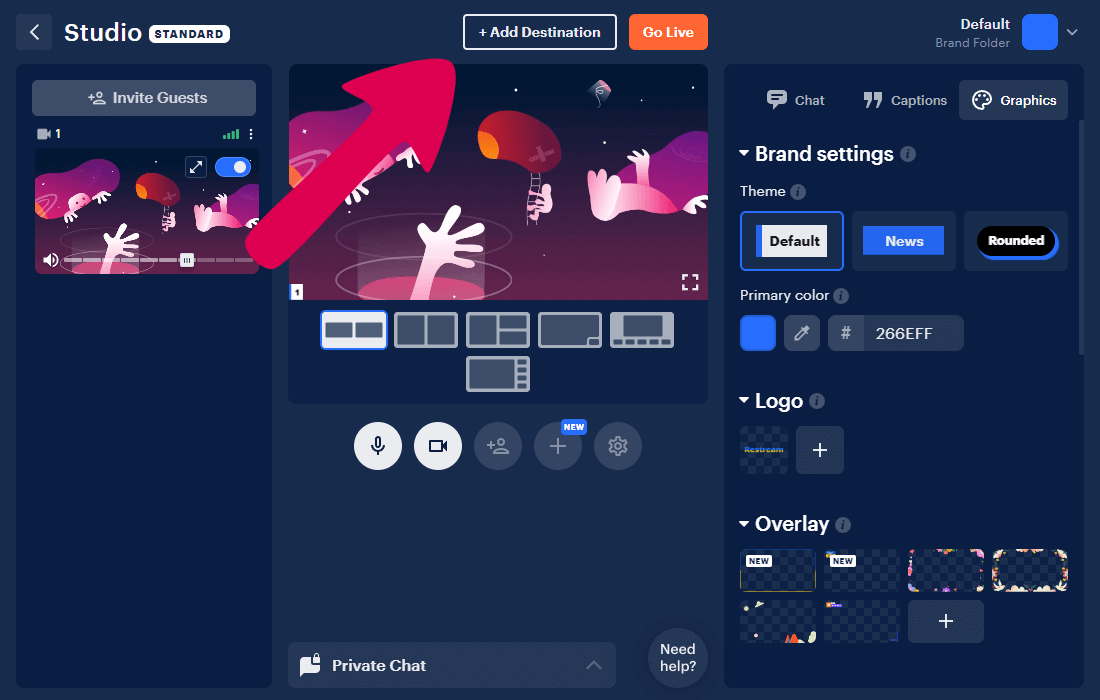 Studio STANDARD
+ Add Destination
Go Live
Default
Brand Folder
Invite Guests
1
1
NEW
Private Chat
Need
help?
Chat
Captions
Graphics
Brand settings
Theme
Default
News
Rounded
Primary color
# 266EFF
Logo
Restream
Overlay
NEW
NEW